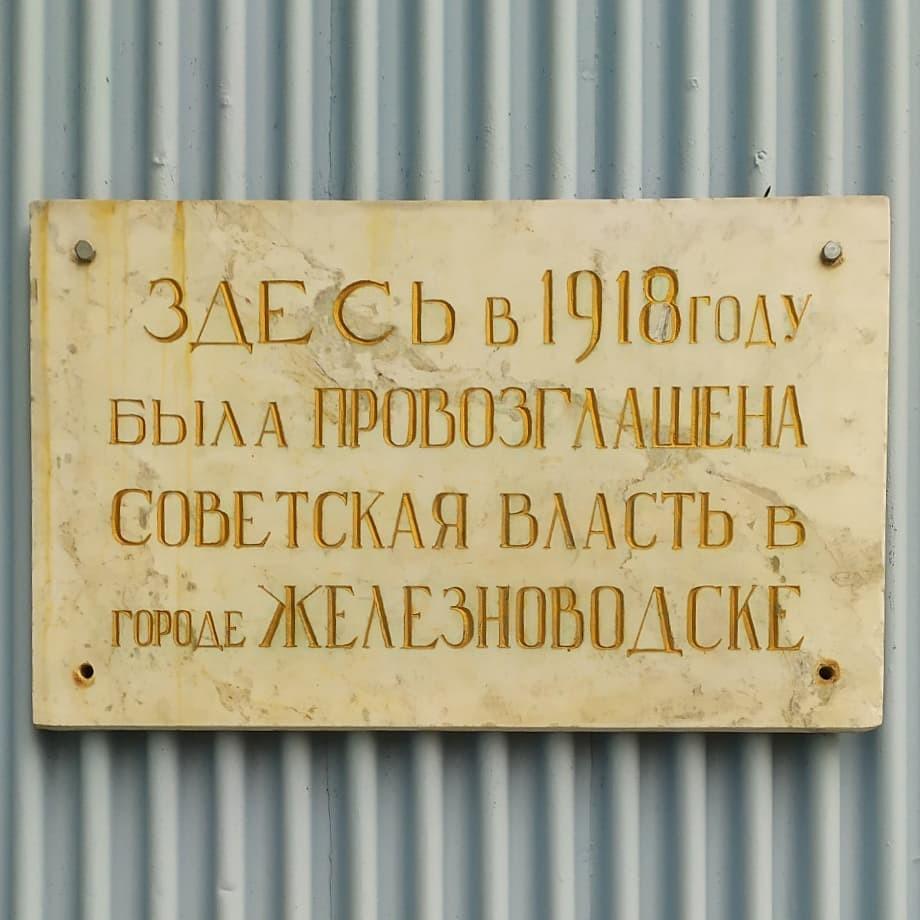 ЗДЕСЬ В 1918 ГОДУ
БЫЛА ПРОВОЗГЛАШЕНА
СОВЕТСКАЯ ВЛАСТЬ В
ГОРОДЕ ЖЕЛЕЗНОВОДСКЕ